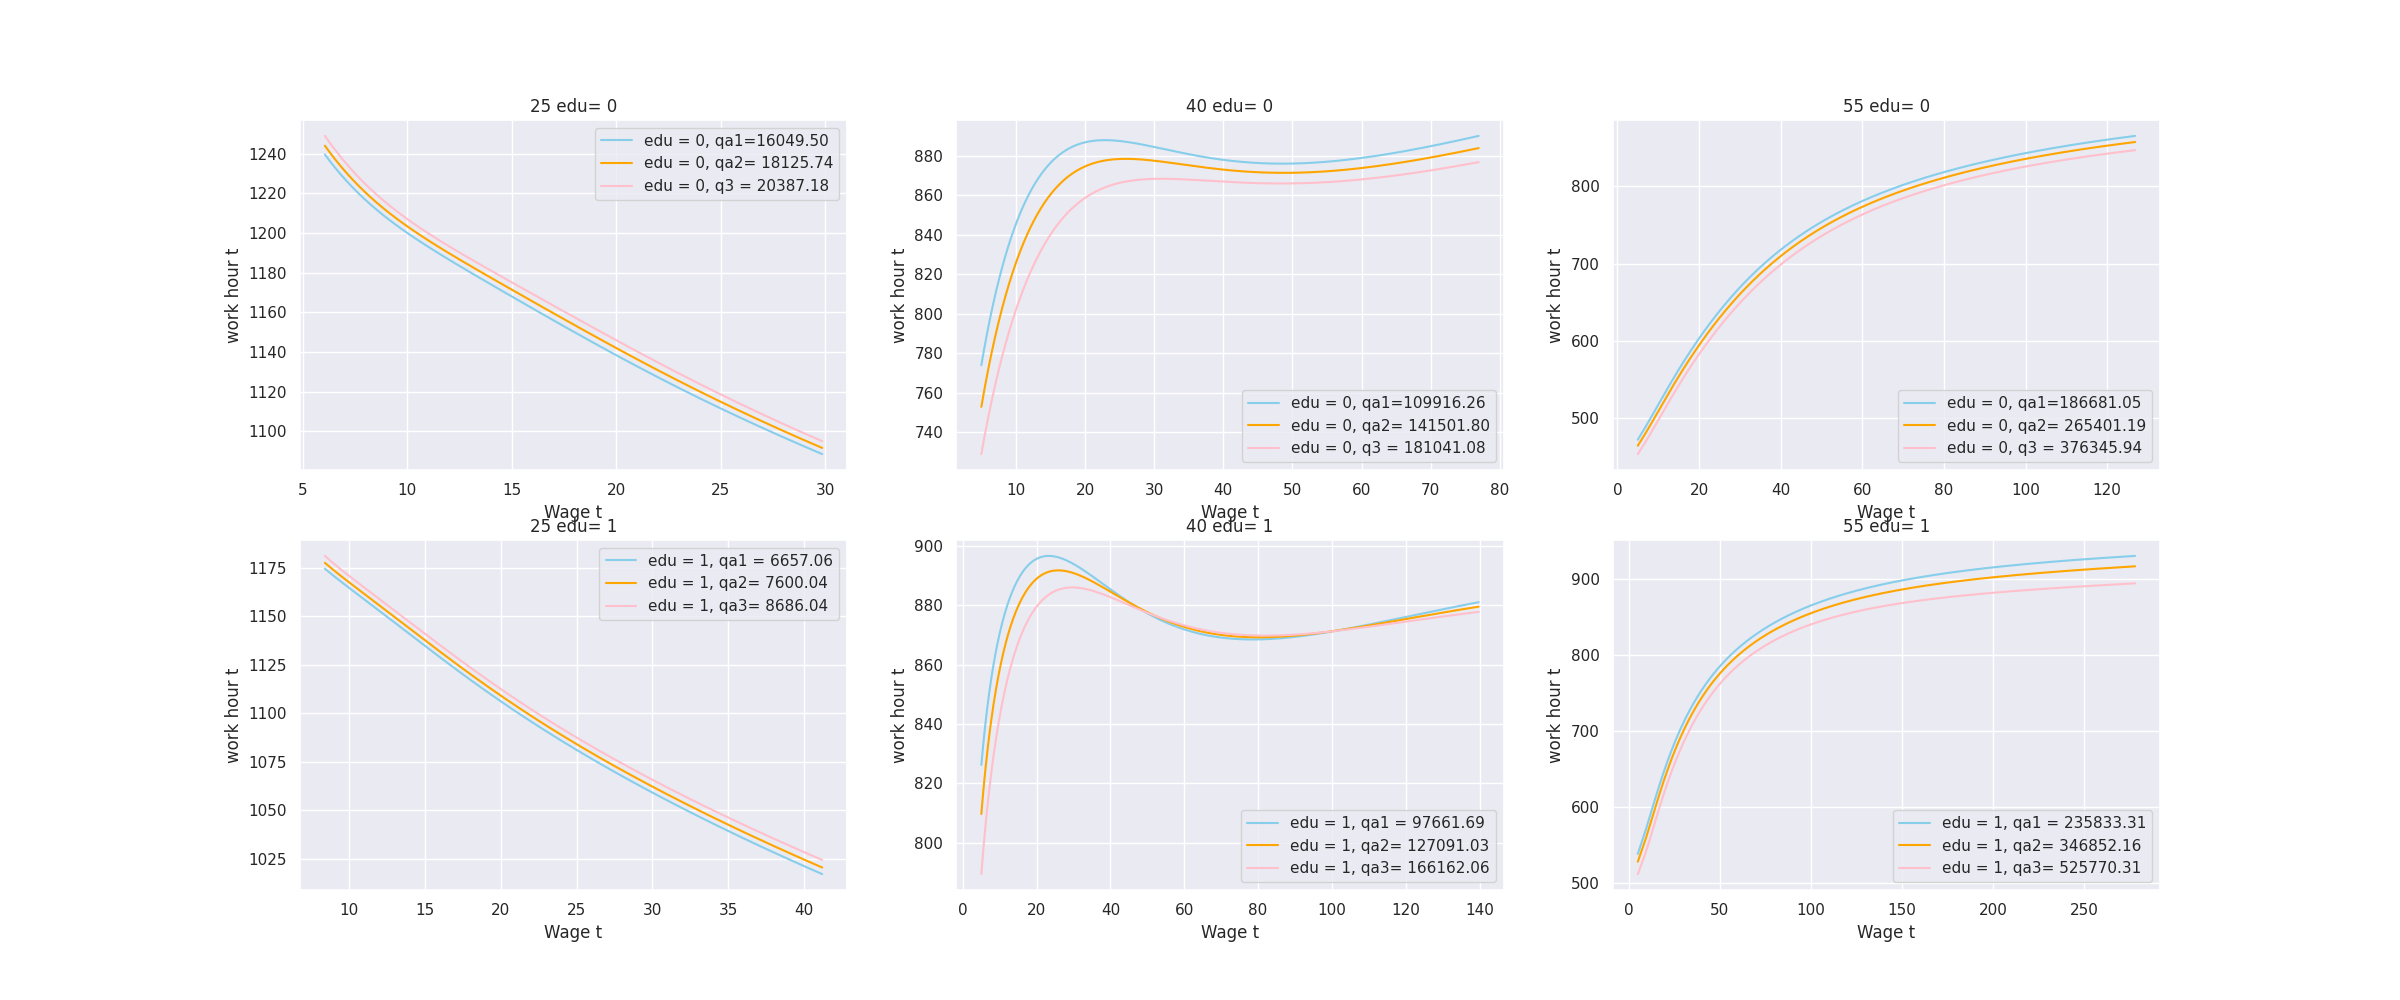 25 edu= 0
work hour t
1240
1220
1200
1180
1160
1140
1120
1100
edu = 0, qa1=16049.50
edu = 0, qa2= 18125.74
edu = 0, q3 = 20387.18
5 10 15 20 25 30
Wage t
40 edu= 0
work hour t
880
860
840
820
800
780
760
740
edu = 0, qa1=109916.26
edu = 0, qa2= 141501.80
edu = 0, q3 = 181041.08
10 20 30 40 50 60 70 80
Wage t
55 edu= 0
work hour t
800
700
600
500
edu = 0, qa1=186681.05
edu = 0, qa2= 265401.19
edu = 0, q3 = 376345.94
0 20 40 60 80 100 120
Wage t
25 edu= 1
work hour t
1175
1150
1125
1100
1075
1050
1025
edu = 1, qa1 = 6657.06
edu = 1, qa2= 7600.04
edu = 1, qa3= 8686.04
10 15 20 25 30 35 40
Wage t
40 edu= 1
work hour t
900
880
860
840
820
800
edu = 1, qa1 = 97661.69
edu = 1, qa2= 127091.03
edu = 1, qa3= 166162.06
0 20 40 60 80 100 120 140
Wage t
55 edu= 1
work hour t
900
800
700
600
500
edu = 1, qa1 = 235833.31
edu = 1, qa2= 346852.16
edu = 1, qa3= 525770.31
0 50 100 150 200 250
Wage t